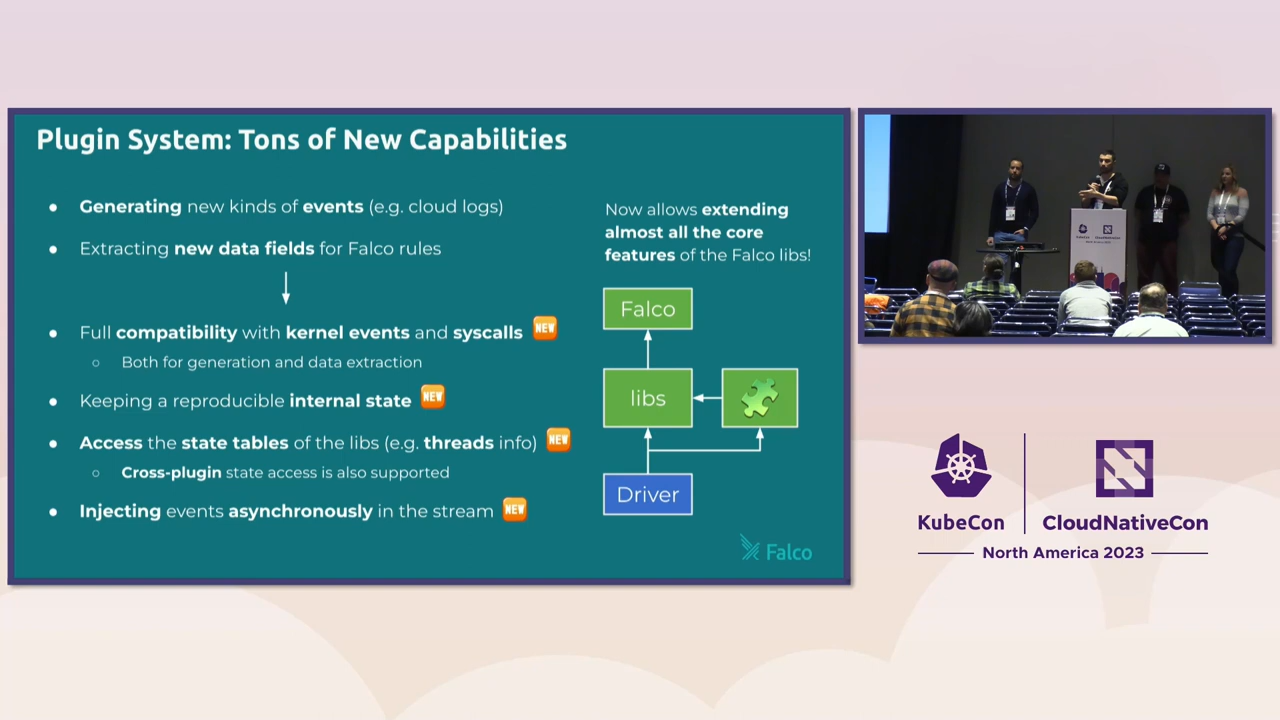 Plugin System: Tons of New Capabilities
● Generating new kinds of events (e.g. cloud logs)
● Extracting new data fields for Falco rules
● Full compatibility with kernel events and syscalls NEW
○ Both for generation and data extraction
● Keeping a reproducible internal state NEW
● Access the state tables of the libs (e.g. threads info) NEW
○ Cross-plugin state access is also supported
● Injecting events asynchronously in the stream NEW
Now allows extending
almost all the core
features of the Falco libs!
Falco
libs
Driver
Falco
KubeCon
CloudNativeCon
North America 2023